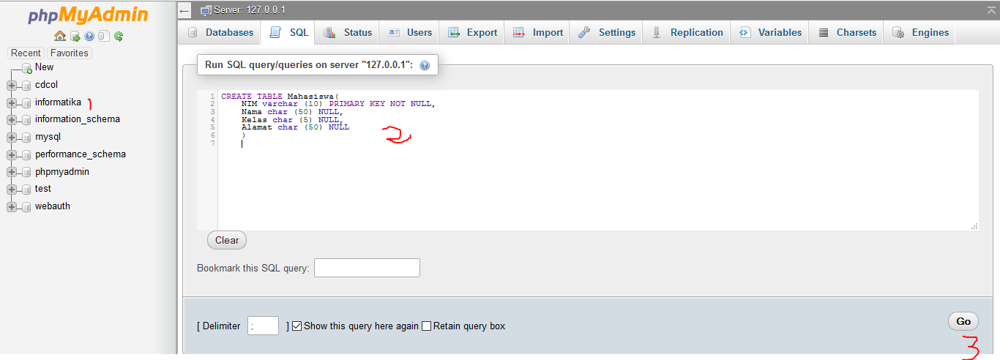 phpMyAdmin
Recent Favorites
New
cdcol
informatika 1
information_schema
mysql
performance_schema
phpmyadmin
test
webauth
← Server: 127.0.0.1
Databases SQL Status Users Export Import Settings Replication Variables Charsets Engines
Run SQL query/queries on server "127.0.0.1":
1 CREATE TABLE Mahasiswa(
2 NIM varchar (10) PRIMARY KEY NOT NULL,
3 Nama char (50) NULL,
4 Kelas char (5) NULL,
5 Alamat char (50) NULL
6 )
7
2
Clear
Bookmark this SQL query:
[ Delimiter ; ] Show this query here again Retain query box
Go
3